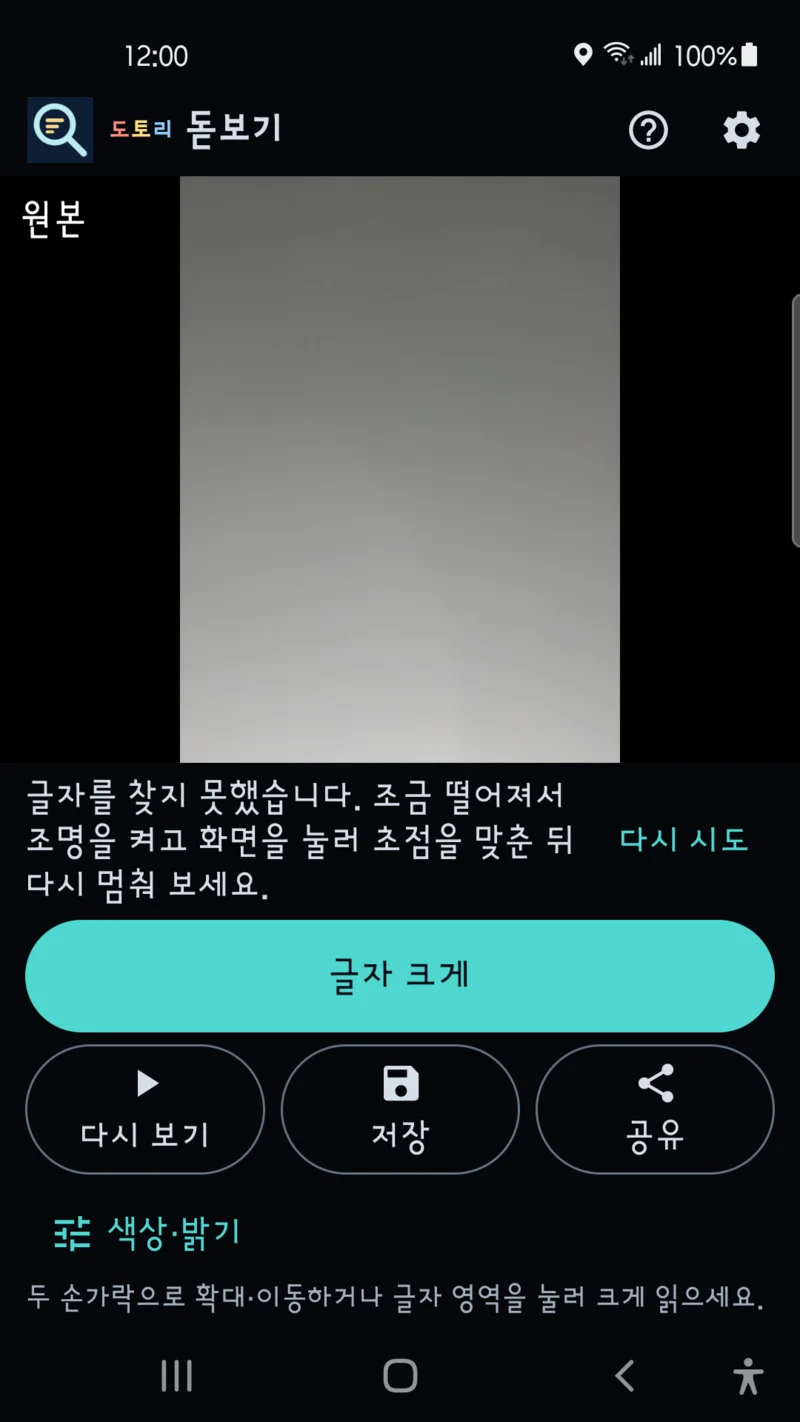 12:00 100%
도토리 돋보기
원본
글자를 찾지 못했습니다. 조금 떨어져서
조명을 켜고 화면을 눌러 초점을 맞춘 뒤
다시 멈춰 보세요.
다시 시도
글자 크게
다시 보기 저장 공유
색상·밝기
두 손가락으로 확대·이동하거나 글자 영역을 눌러 크게 읽으세요.